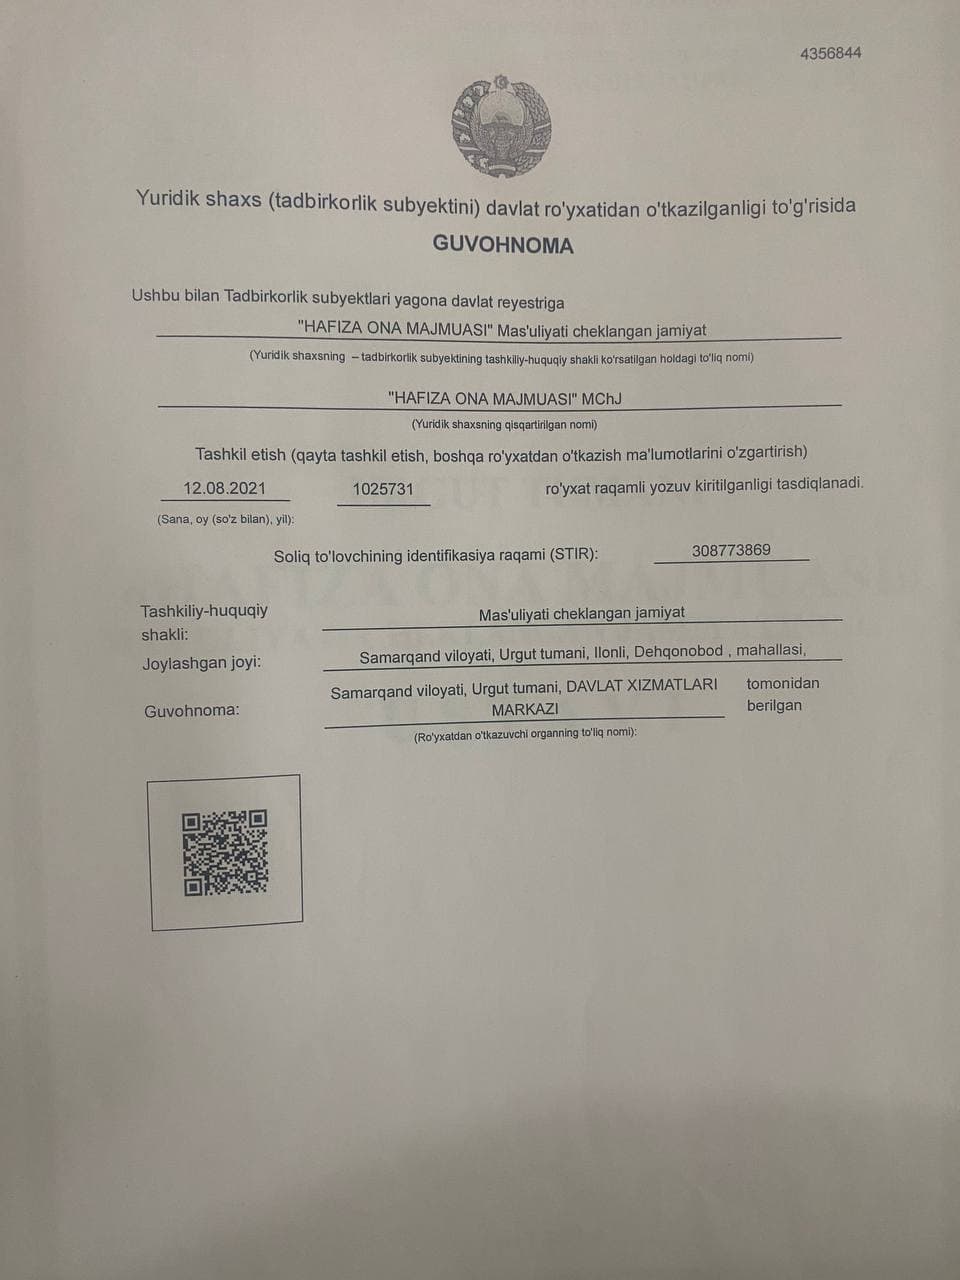 4356844
Yuridik shaxs (tadbirkorlik subyektini) davlat ro'yxatidan o'tkazilganligi to'g'risida
GUVOHNOMA
Ushbu bilan Tadbirkorlik subyektlari yagona davlat reyestriga
"HAFIZA ONA MAJMUASI" Mas'uliyati cheklangan jamiyat
(Yuridik shaxsning – tadbirkorlik subyektining tashkiliy-huquqiy shakli ko'rsatilgan holdagi to'liq nomi)
"HAFIZA ONA MAJMUASI" MChJ
(Yuridik shaxsning qisqartirilgan nomi)
Tashkil etish (qayta tashkil etish, boshqa ro'yxatdan o'tkazish ma'lumotlarini o'zgartirish)
12.08.2021 1025731 ro'yxat raqamli yozuv kiritilganligi tasdiqlanadi.
(Sana, oy (so'z bilan), yil):
Soliq to'lovchining identifikasiya raqami (STIR): 308773869
Tashkiliy-huquqiy
shakli:
Mas'uliyati cheklangan jamiyat
Joylashgan joyi: Samarqand viloyati, Urgut tumani, Ilonli, Dehqonobod , mahallasi,
Guvohnoma:
Samarqand viloyati, Urgut tumani, DAVLAT XIZMATLARI
MARKAZI
tomonidan
berilgan
(Ro'yxatdan o'tkazuvchi organning to'liq nomi):